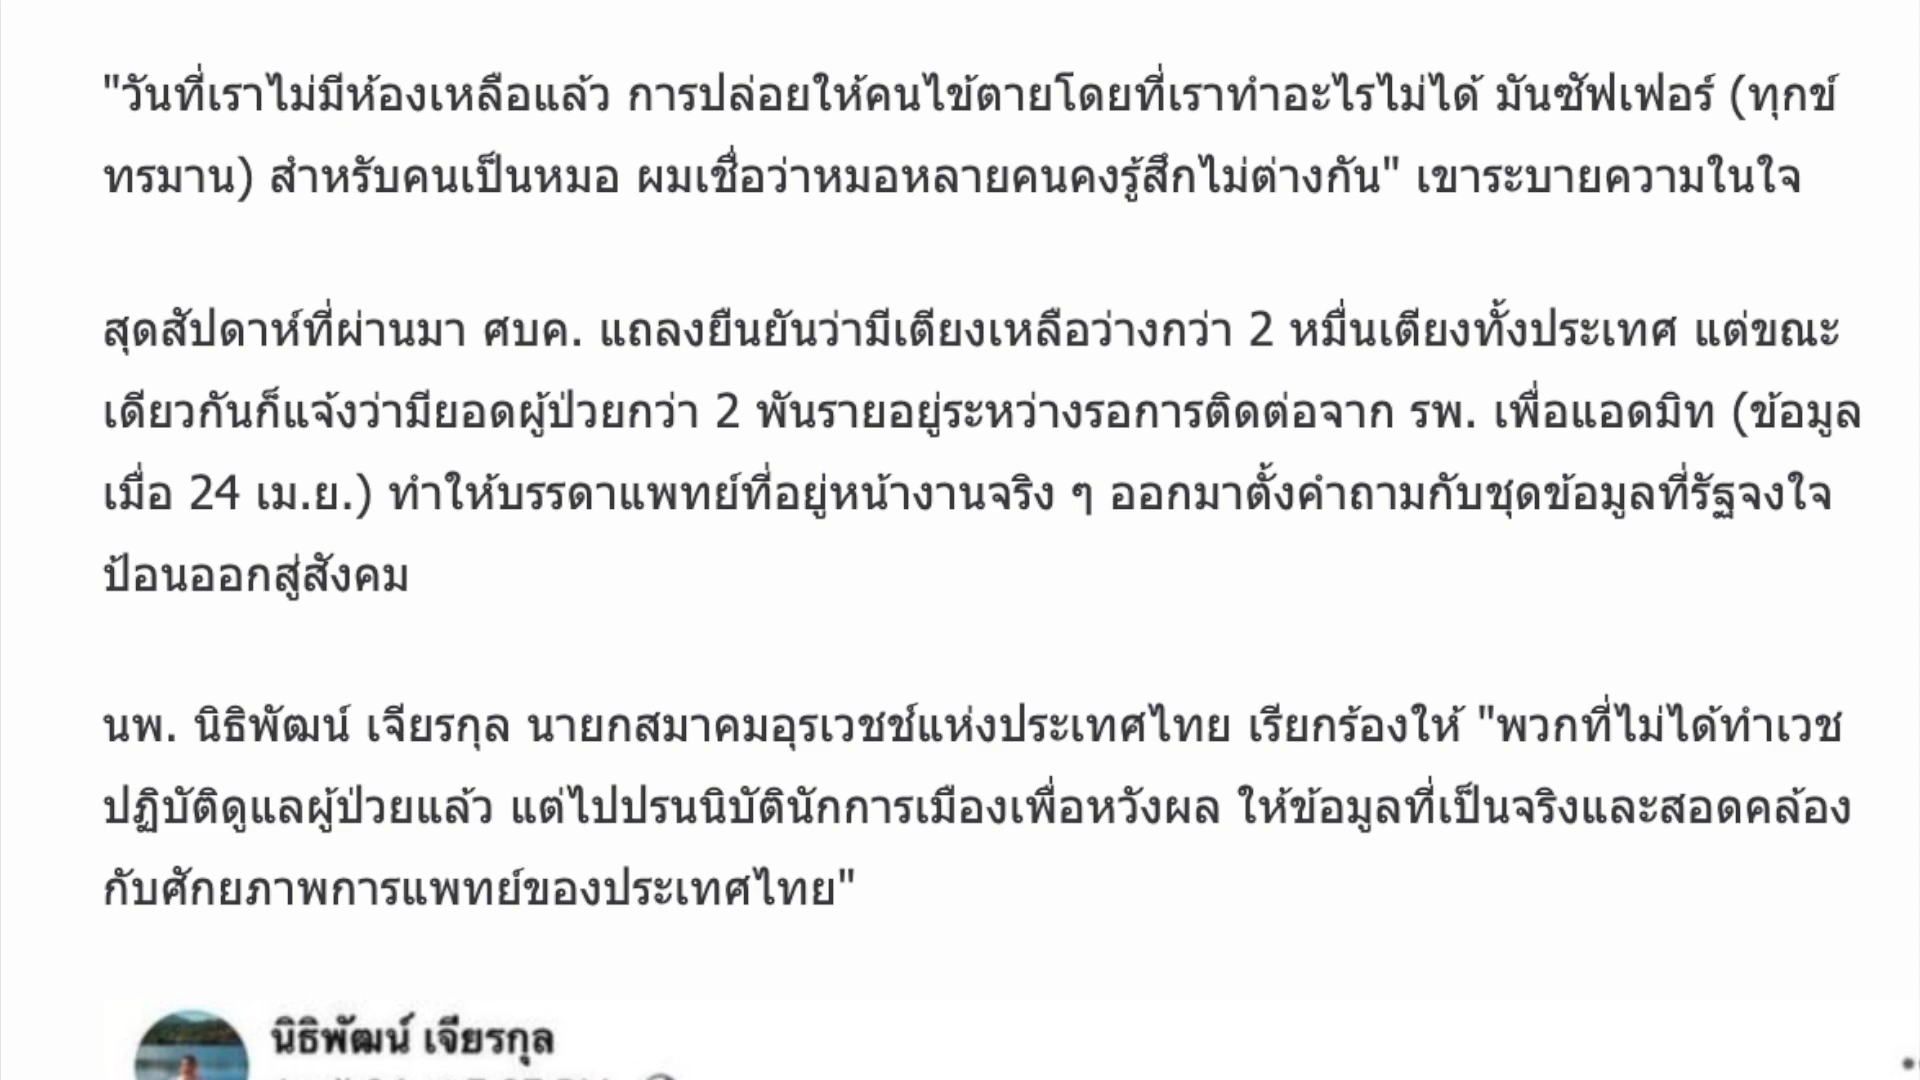 "วันที่เราไม่มีห้องเหลือแล้ว การปล่อยให้คนไข้ตายโดยที่เราทำอะไรไม่ได้ มันซัฟเฟอร์ (ทุกข์
ทรมาน) สำหรับคนเป็นหมอ ผมเชื่อว่าหมอหลายคนคงรู้สึกไม่ต่างกัน" เขาระบายความในใจ
สุดสัปดาห์ที่ผ่านมา ศบค. แถลงยืนยันว่ามีเตียงเหลือว่างกว่า 2 หมื่นเตียงทั้งประเทศ แต่ขณะ
เดียวกันก็แจ้งว่ามียอดผู้ป่วยกว่า 2 พันรายอยู่ระหว่างรอการติดต่อจาก รพ. เพื่อแอดมิท (ข้อมูล
เมื่อ 24 เม.ย.) ทำให้บรรดาแพทย์ที่อยู่หน้างานจริง ๆ ออกมาตั้งคำถามกับชุดข้อมูลที่รัฐจงใจ
ป้อนออกสู่สังคม
นพ. นิธิพัฒน์ เจียรกุล นายกสมาคมอุรเวชช์แห่งประเทศไทย เรียกร้องให้ "พวกที่ไม่ได้ทำเวช
ปฏิบัติดูแลผู้ป่วยแล้ว แต่ไปปรนนิบัตินักการเมืองเพื่อหวังผล ให้ข้อมูลที่เป็นจริงและสอดคล้อง
กับศักยภาพการแพทย์ของประเทศไทย"
นิธิพัฒน์ เจียรกุล